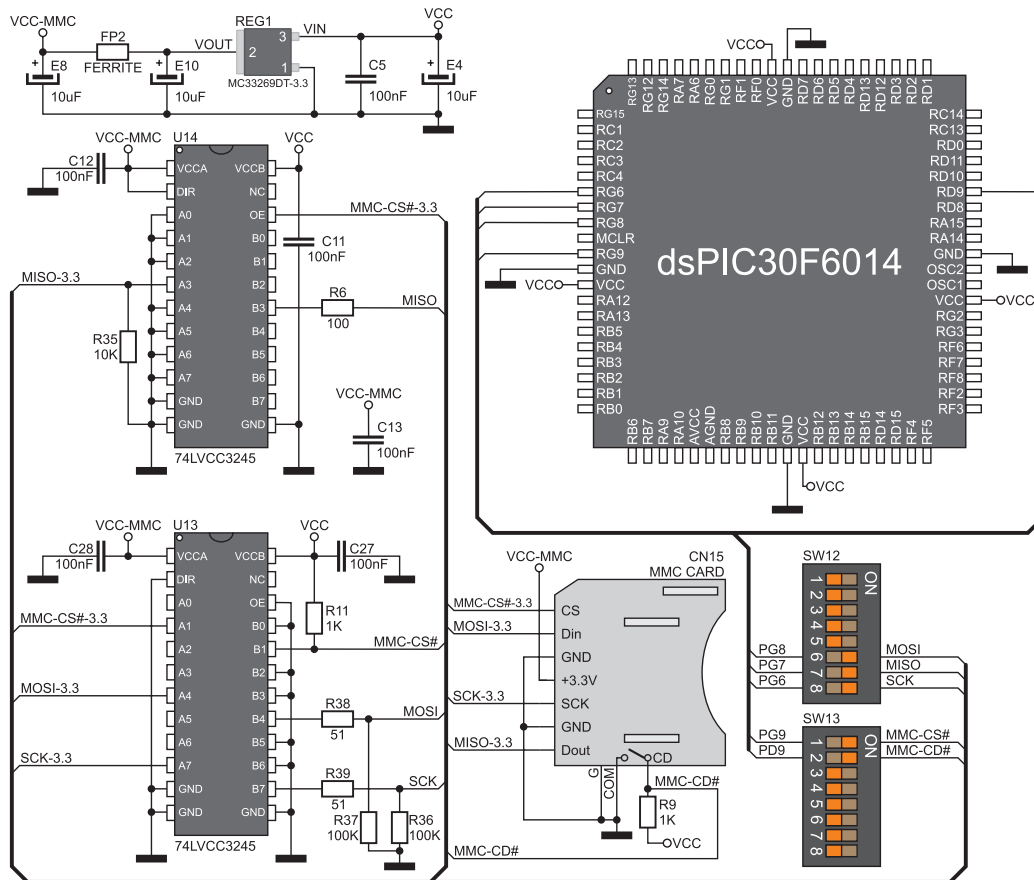 VCC-MMC
FP2
FERRITE
VOUT
REG1
VIN
VCC
3
2
1
MC33269DT-3.3
+
E8
10uF
+
E10
10uF
C5
100nF
+
E4
10uF
VCC-MMC
U14
VCC
C12
100nF
VCCA
DIR
A0
A1
A2
A3
A4
A5
A6
A7
GND
GND
VCCB
NC
OE
B0
B1
B2
B3
B4
B5
B6
B7
GND
74LVCC3245
MMC-CS#-3.3
C11
100nF
MISO-3.3
R6
100
MISO
R35
10K
VCC-MMC
C13
100nF
VCC-MMC
U13
VCC
C28
100nF
C27
100nF
VCCA
DIR
A0
A1
A2
A3
A4
A5
A6
A7
GND
GND
VCCB
NC
OE
B0
B1
B2
B3
B4
B5
B6
B7
GND
74LVCC3245
R11
1K
MMC-CS#-3.3
MMC-CS#
MOSI-3.3
R38
51
MOSI
SCK-3.3
R39
51
SCK
R37
100K
R36
100K
VCC
RG13
RG12
RG14
RA7
RA6
RG0
RG1
RF1
RF0
VCC
GND
RD7
RD6
RD5
RD4
RD13
RD12
RD3
RD2
RD1
RG15
RC1
RC2
RC3
RC4
RG6
RG7
RG8
MCLR
RG9
GND
VCC
RA12
RA13
RB5
RB4
RB3
RB2
RB1
RB0
VCC
dsPIC30F6014
RC14
RC13
RD0
RD11
RD10
RD9
RD8
RA15
RA14
GND
OSC2
OSC1
VCC
RG2
RG3
RF6
RF7
RF8
RF2
RF3
VCC
RB6
RB7
RA9
RA10
AVCC
AGND
RB8
RB9
RB10
RB11
GND
VCC
RB12
RB13
RB14
RB15
RD14
RD15
RF4
RF5
VCC
VCC-MMC
CN15
MMC CARD
MMC-CS#-3.3
MOSI-3.3
SCK-3.3
MISO-3.3
CS
Din
GND
+3.3V
SCK
GND
Dout
CD
G
COM
MMC-CD#
R9
1K
VCC
MMC-CD#
SW12
ON
1
2
3
4
5
6
7
8
PG8
PG7
PG6
MOSI
MISO
SCK
SW13
ON
1
2
3
4
5
6
7
8
PG9
PD9
MMC-CS#
MMC-CD#